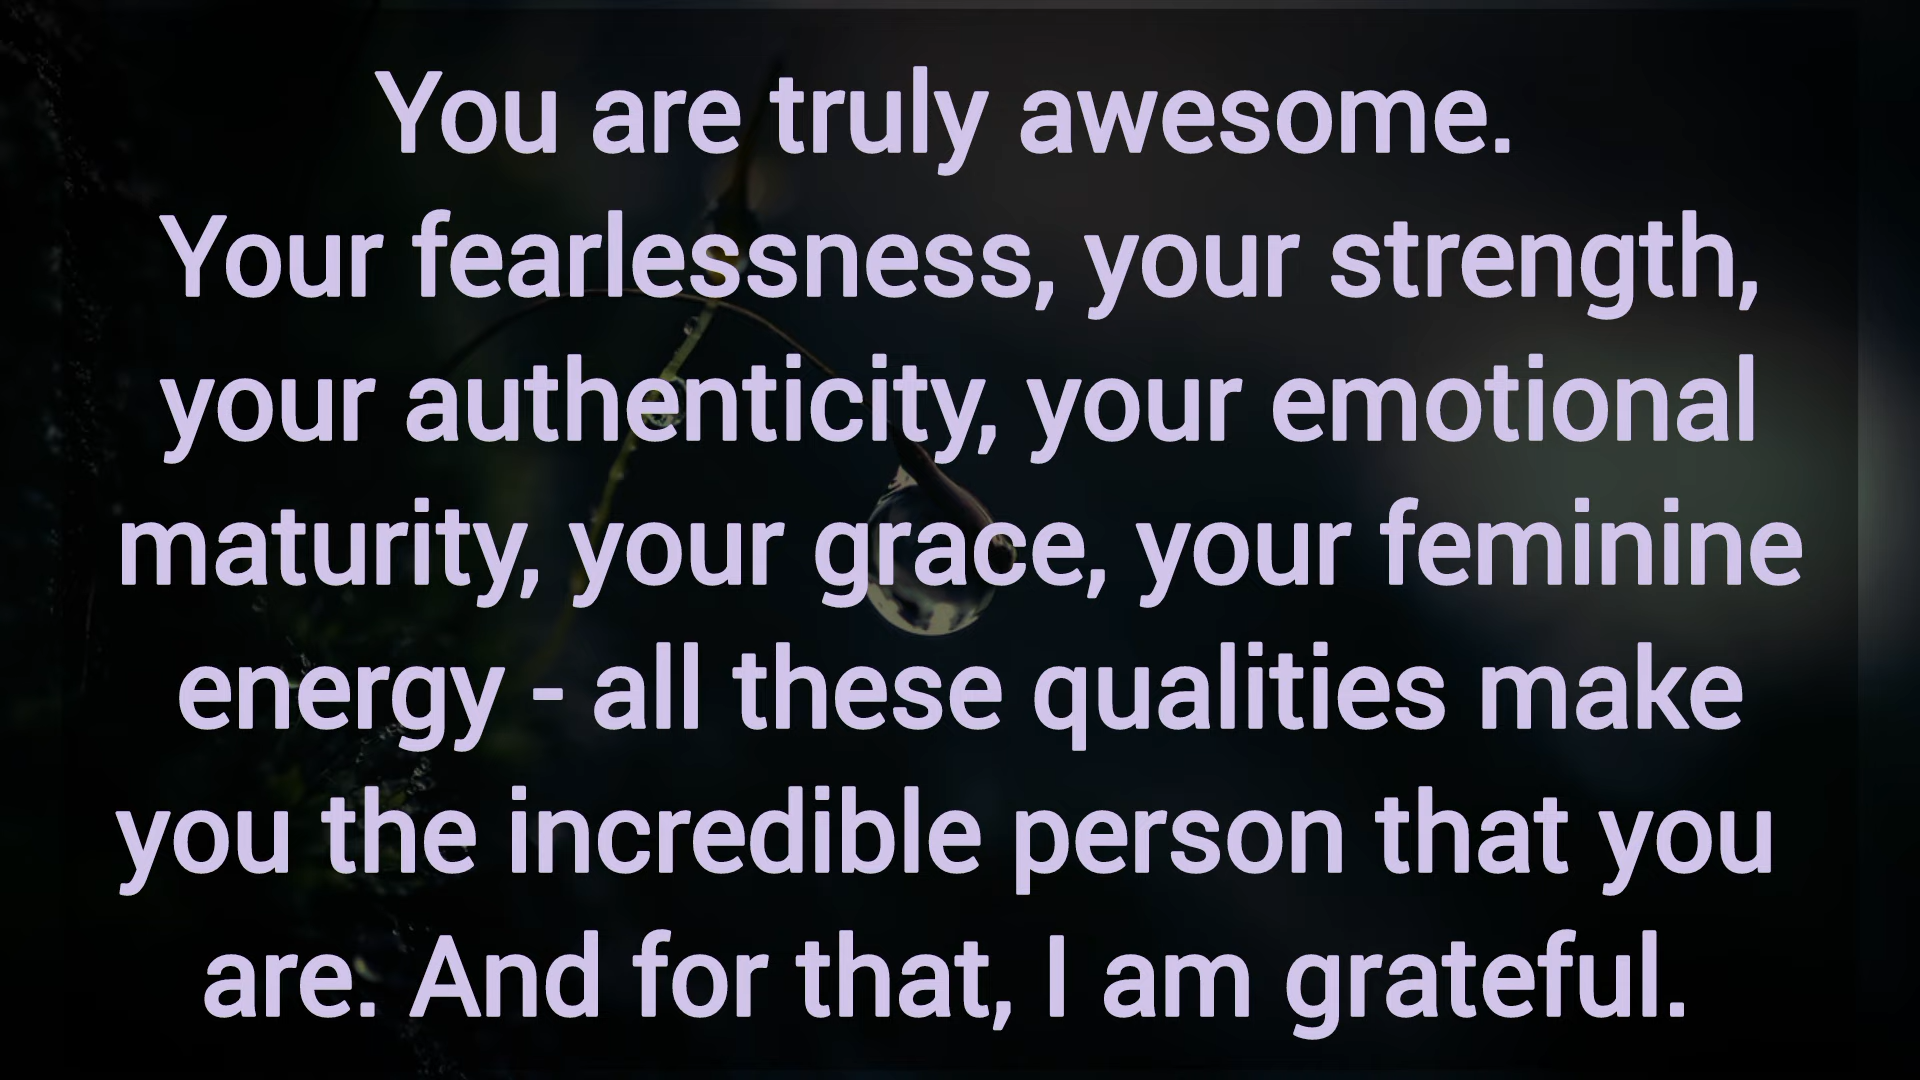 You are truly awesome.
Your fearlessness, your strength,
your authenticity, your emotional
maturity, your grace, your feminine
energy - all these qualities make
you the incredible person that you
are. And for that, I am grateful.